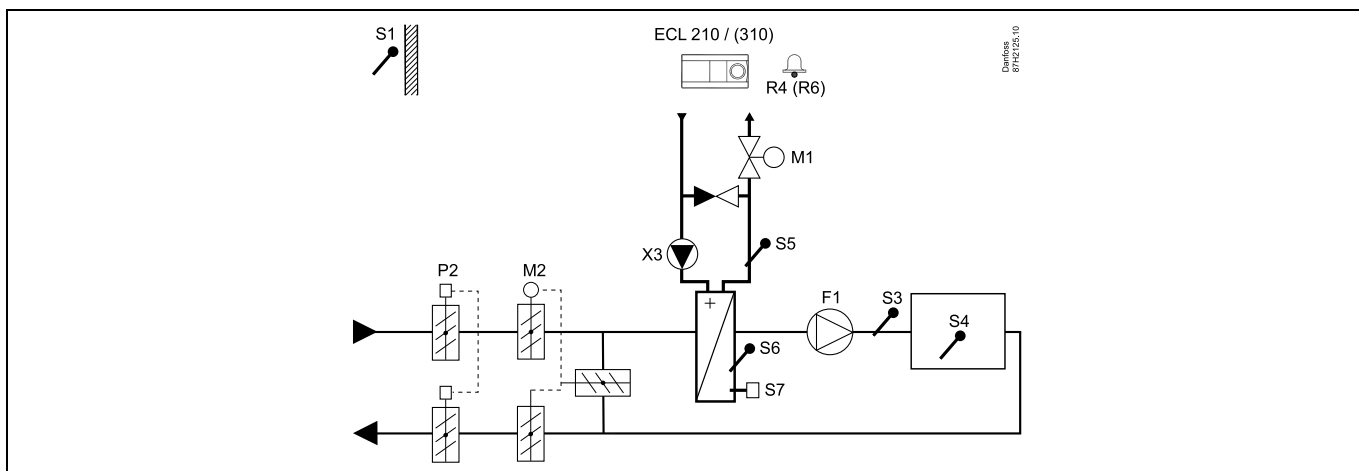 S1
ECL 210 / (310)
Danfoss
87H2125.10
R4 (R6)
M1
X3
S5
P2
M2
F1
S3
S4
+
S6
S7